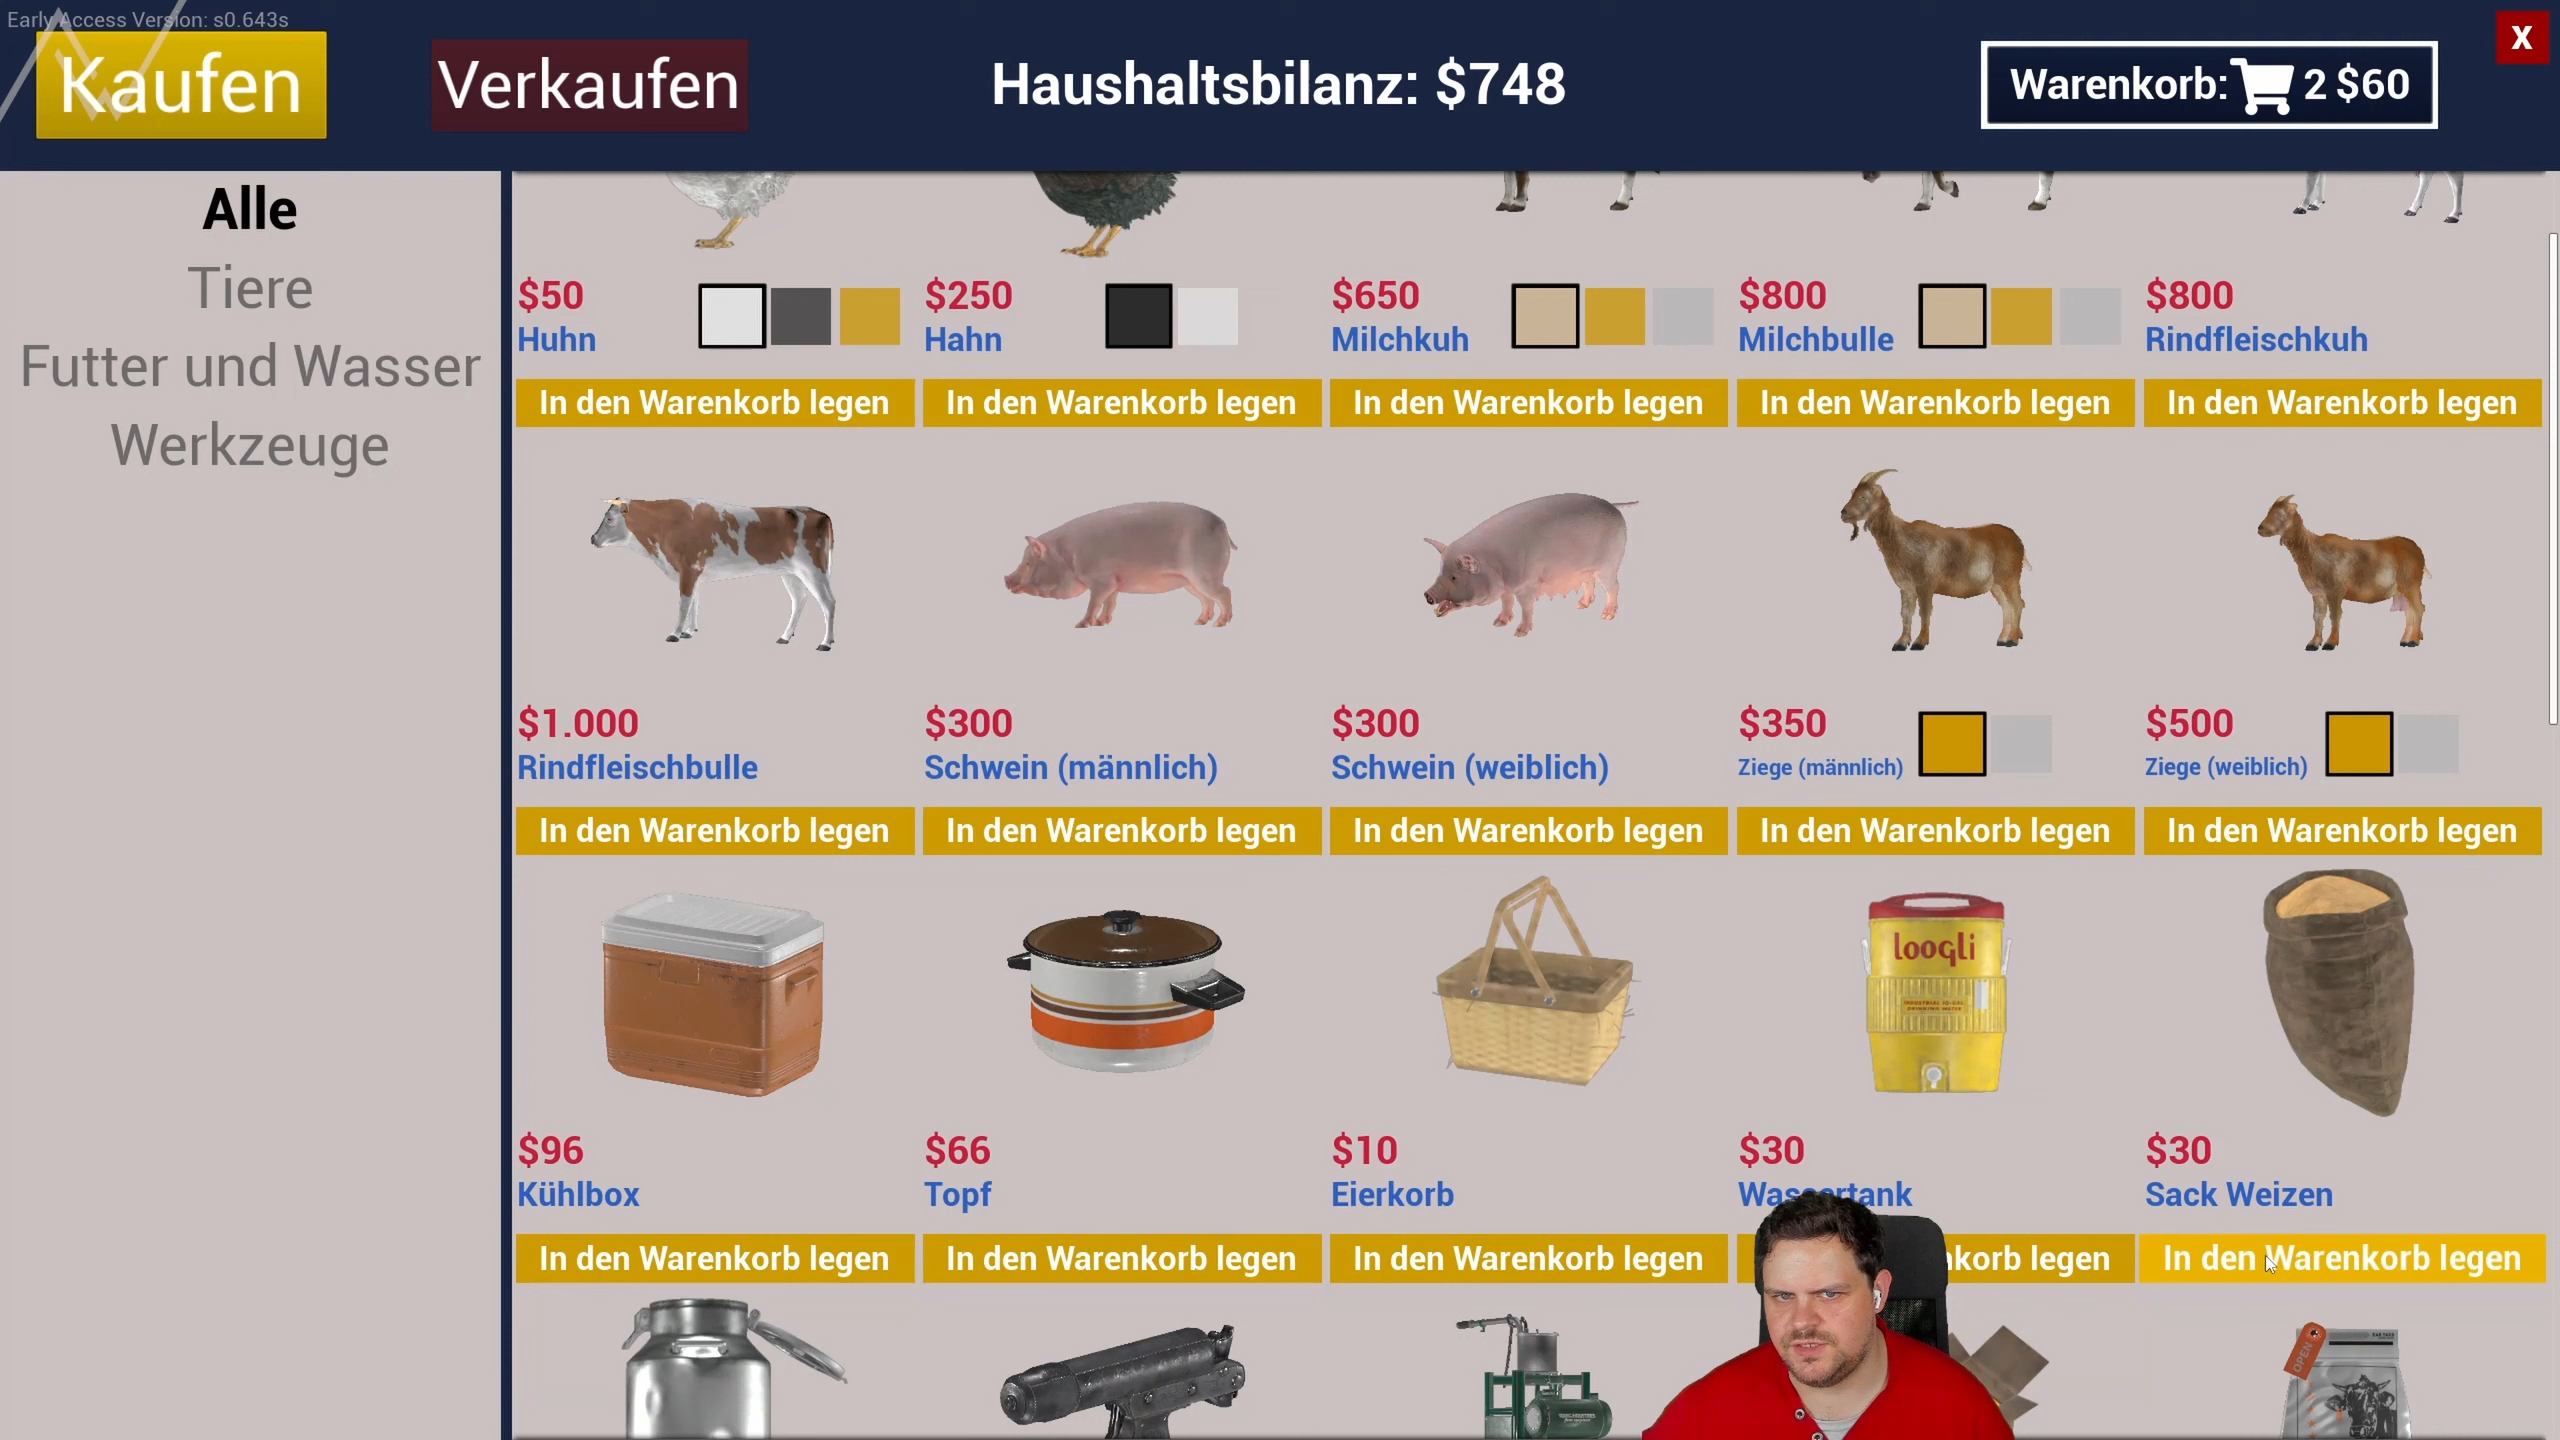 Early Access Version: s0.643s
Kaufen
Verkaufen
Haushaltsbilanz: $748
Warenkorb: 2 $60
X
Alle
Tiere
Futter und Wasser
Werkzeuge
$50
Huhn
$250
Hahn
$650
Milchkuh
$800
Milchbulle
$800
Rindfleischkuh
In den Warenkorb legen
In den Warenkorb legen
In den Warenkorb legen
In den Warenkorb legen
In den Warenkorb legen
$1.000
Rindfleischbulle
$300
Schwein (männlich)
$300
Schwein (weiblich)
$350
Ziege (männlich)
$500
Ziege (weiblich)
In den Warenkorb legen
In den Warenkorb legen
In den Warenkorb legen
In den Warenkorb legen
In den Warenkorb legen
looqli
$96
Kühlbox
$66
Topf
$10
Eierkorb
$30
Wassertank
$30
Sack Weizen
In den Warenkorb legen
In den Warenkorb legen
In den Warenkorb legen
nkorb legen
In den Warenkorb legen
OPEN